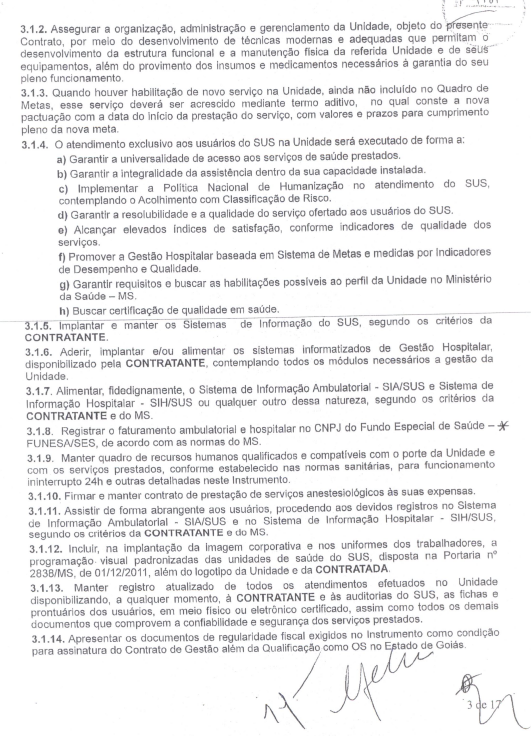 3.1.2. Assegurar a organização, administração e gerenciamento da Unidade, objeto do presente
Contrato, por meio do desenvolvimento de técnicas modernas e adequadas que permitam o
desenvolvimento da estrutura funcional e a manutenção física da referida Unidade e de seus
equipamentos, além do provimento dos insumos e medicamentos necessários à garantia do seu
pleno funcionamento.
3.1.3. Quando houver habilitação de novo serviço na Unidade, ainda não incluído no Quadro de
Metas, esse serviço deverá ser acrescido mediante termo aditivo, no qual conste a nova
pactuação com a data do início da prestação do serviço, com valores e prazos para cumprimento
pleno da nova meta.
3.1.4. O atendimento exclusivo aos usuários do SUS na Unidade será executado de forma a:
a) Garantir a universalidade de acesso aos serviços de saúde prestados.
b) Garantir a integralidade da assistência dentro da sua capacidade instalada.
c) Implementar a Política Nacional de Humanização no atendimento do SUS,
contemplando o Acolhimento com Classificação de Risco.
d) Garantir a resolubilidade e a qualidade do serviço ofertado aos usuários do SUS.
e) Alcançar elevados índices de satisfação, conforme indicadores de qualidade dos
serviços.
f) Promover a Gestão Hospitalar baseada em Sistema de Metas e medidas por Indicadores
de Desempenho e Qualidade.
g) Garantir requisitos e buscar as habilitações possíveis ao perfil da Unidade no Ministério
da Saúde – MS.
h) Buscar certificação de qualidade em saúde.
3.1.5. Implantar e manter os Sistemas de Informação do SUS, segundo os critérios da
CONTRATANTE.
3.1.6. Aderir, implantar e/ou alimentar os sistemas informatizados de Gestão Hospitalar,
disponibilizado pela CONTRATANTE, contemplando todos os módulos necessários a gestão da
Unidade.
3.1.7. Alimentar, fidedignamente, o Sistema de Informação Ambulatorial - SIA/SUS e Sistema de
Informação Hospitalar - SIH/SUS ou qualquer outro dessa natureza, segundo os critérios da
CONTRATANTE e do MS.
3.1.8. Registrar o faturamento ambulatorial e hospitalar no CNPJ do Fundo Especial de Saúde –
FUNESA/SES, de acordo com as normas do MS.
3.1.9. Manter quadro de recursos humanos qualificados e compatíveis com o porte da Unidade e
com os serviços prestados, conforme estabelecido nas normas sanitárias, para funcionamento
ininterrupto 24h e outras detalhadas neste Instrumento.
3.1.10. Firmar e manter contrato de prestação de serviços anestesiológicos às suas expensas.
3.1.11. Assistir de forma abrangente aos usuários, procedendo aos devidos registros no Sistema
de Informação Ambulatorial - SIA/SUS e no Sistema de Informação Hospitalar - SIH/SUS,
segundo os critérios da CONTRATANTE e do MS.
3.1.12. Incluir, na implantação da imagem corporativa e nos uniformes dos trabalhadores, a
programação visual padronizadas das unidades de saúde do SUS, disposta na Portaria nº
2838/MS, de 01/12/2011, além do logotipo da Unidade e da CONTRATADA.
3.1.13. Manter registro atualizado de todos os atendimentos efetuados no Unidade
disponibilizando, a qualquer momento, à CONTRATANTE e às auditorias do SUS, as fichas e
prontuários dos usuários, em meio físico ou eletrônico certificado, assim como todos os demais
documentos que comprovem a confiabilidade e segurança dos serviços prestados.
3.1.14. Apresentar os documentos de regularidade fiscal exigidos no Instrumento como condição
para assinatura do Contrato de Gestão além da Qualificação como OS no Estado de Goiás.
3 de 17